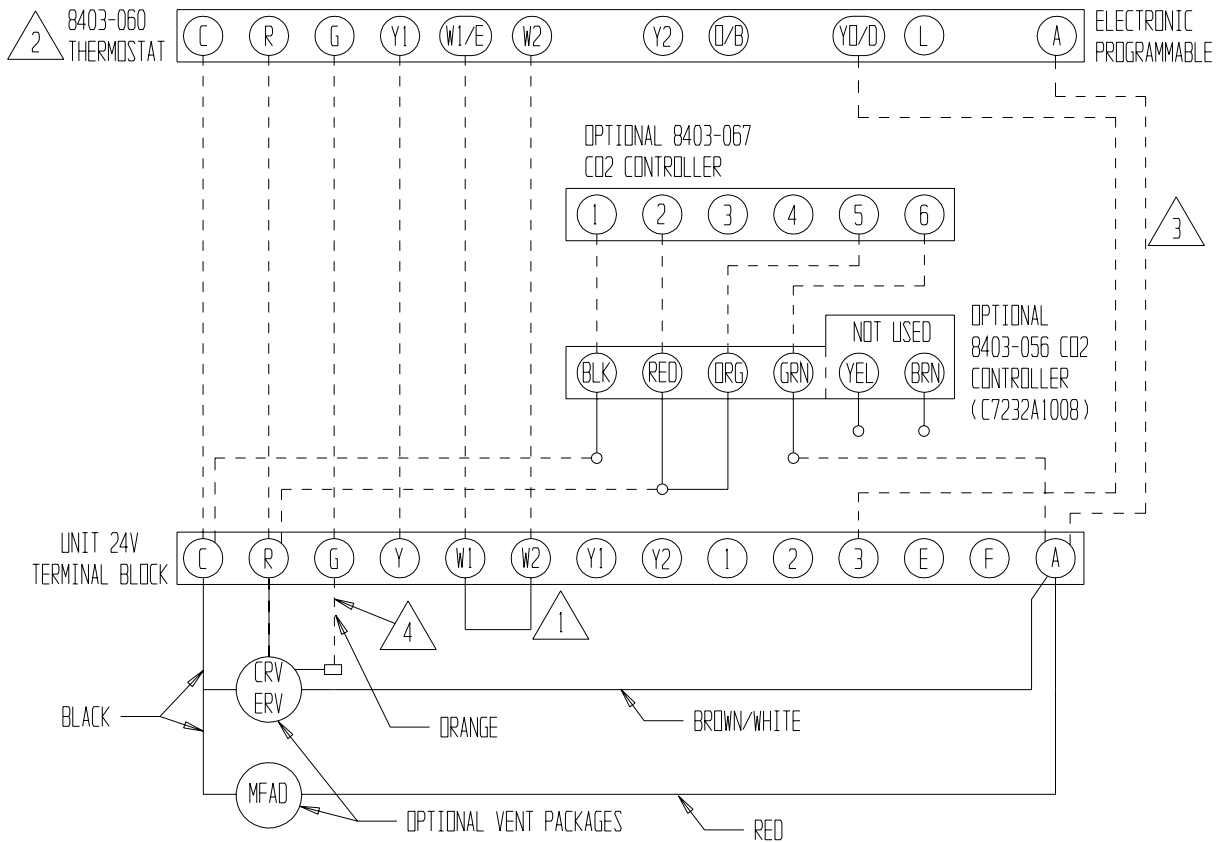 2
8403-060
THERMOSTAT
C R G Y1 W1/E W2 Y2 O/B YO/D L A
ELECTRONIC
PROGRAMMABLE
OPTIONAL 8403-067
CO2 CONTROLLER
1 2 3 4 5 6
3
NOT USED
BLK RED ORG GRN YEL BRN
OPTIONAL
8403-056 CO2
CONTROLLER
(C7232A1008)
UNIT 24V
TERMINAL BLOCK
C R G Y W1 W2 Y1 Y2 1 2 3 E F A
4
1
CRV
ERV
BLACK
ORANGE
BROWN/WHITE
MFAD
OPTIONAL VENT PACKAGES
RED